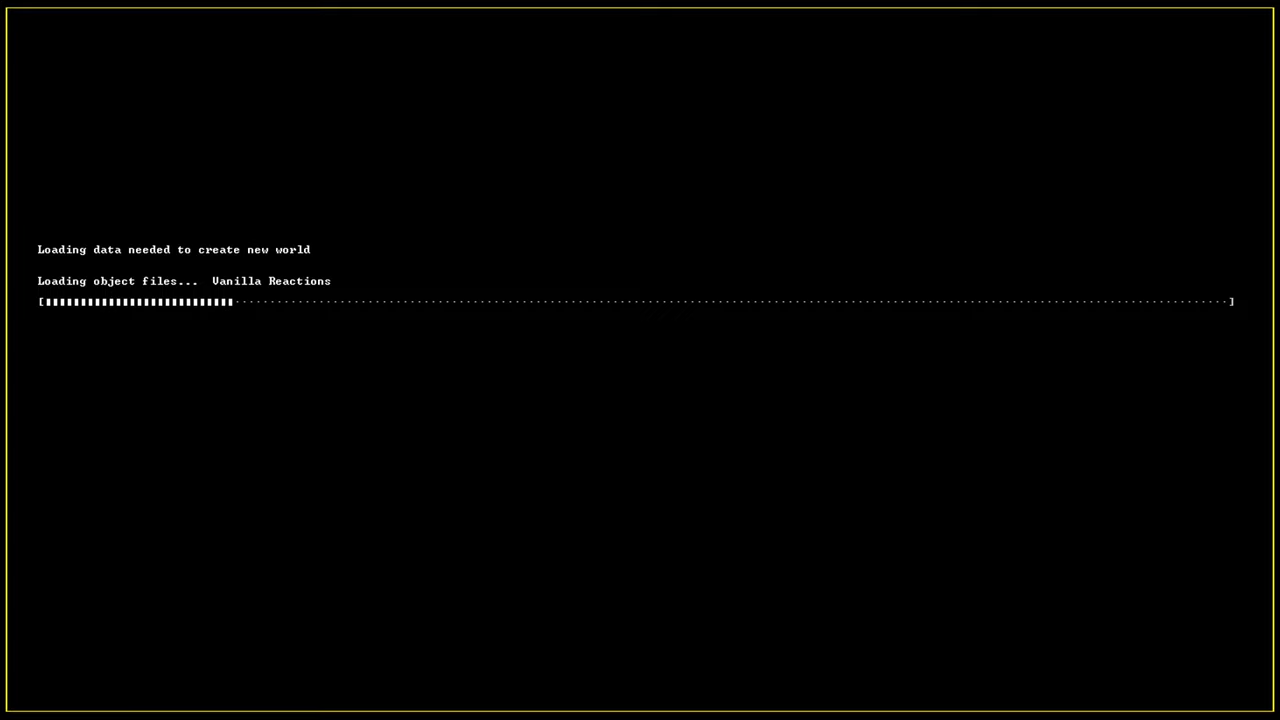 Loading data needed to create new world
Loading object files...  Vanilla Reactions